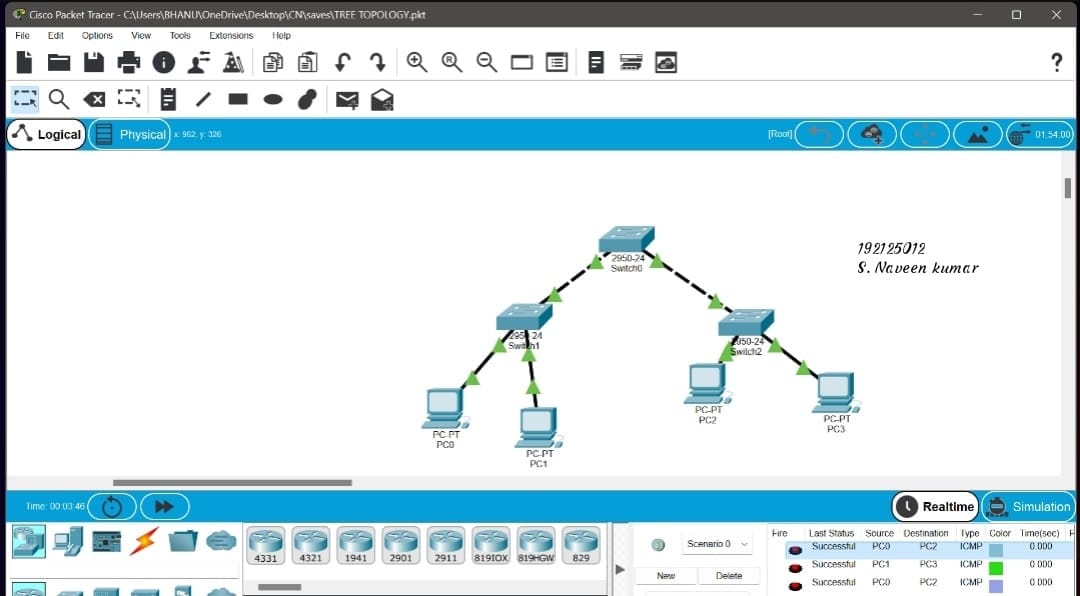 Cisco Packet Tracer - C:\Users\BHANU\OneDrive\Desktop\CN\saves\TREE TOPOLOGY.pkt
File Edit Options View Tools Extensions Help
Logical Physical x: 962, y: 326 [Root] 01:54:00
192125012
S. Naveen kumar
2950-24
Switch0
2950-24
Switch1
2950-24
Switch2
PC-PT
PC0
PC-PT
PC1
PC-PT
PC2
PC-PT
PC3
Time: 00:03:46 Realtime Simulation
4331 4321 1941 2901 2911 819IOX 819HGW 829
Scenario 0
New Delete
Fire Last Status Source Destination Type Color Time(sec)
Successful PC0 PC2 ICMP 0.000
Successful PC1 PC3 ICMP 0.000
Successful PC0 PC2 ICMP 0.000